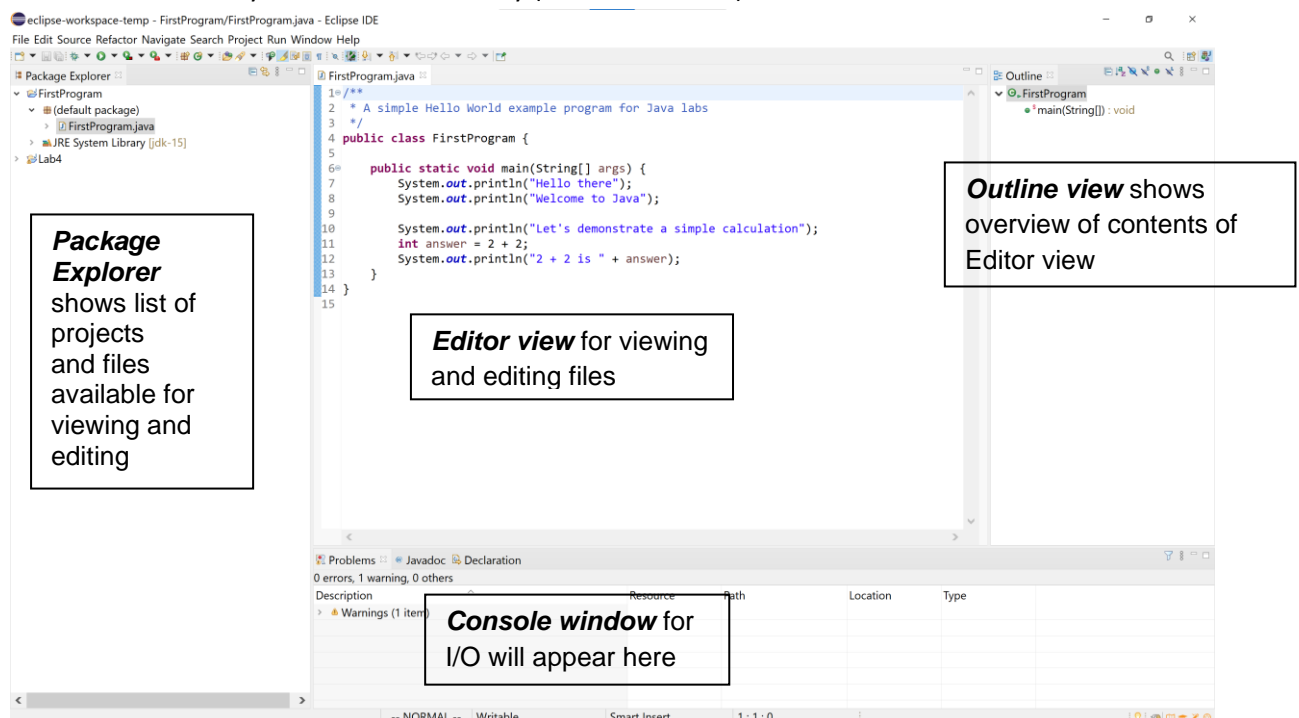 eclipse-workspace-temp - FirstProgram/FirstProgram.java - Eclipse IDE
File Edit Source Refactor Navigate Search Project Run Window Help
Package Explorer
FirstProgram
(default package)
FirstProgram.java
JRE System Library [jdk-15]
Lab4
Package
Explorer
shows list of
projects
and files
available for
viewing and
editing
FirstProgram.java
1 /**
2 * A simple Hello World example program for Java labs
3 */
4 public class FirstProgram {
5
6 public static void main(String[] args) {
7 System.out.println("Hello there");
8 System.out.println("Welcome to Java");
9
10 System.out.println("Let's demonstrate a simple calculation");
11 int answer = 2 + 2;
12 System.out.println("2 + 2 is " + answer);
13 }
14 }
15
Editor view for viewing
and editing files
Outline
FirstProgram
main(String[]) : void
Outline view shows
overview of contents of
Editor view
Problems Javadoc Declaration
0 errors, 1 warning, 0 others
Description Resource Path Location Type
Warnings (1 item)
Console window for
I/O will appear here
-- NORMAL -- Writable Smart Insert 1 : 1 : 0